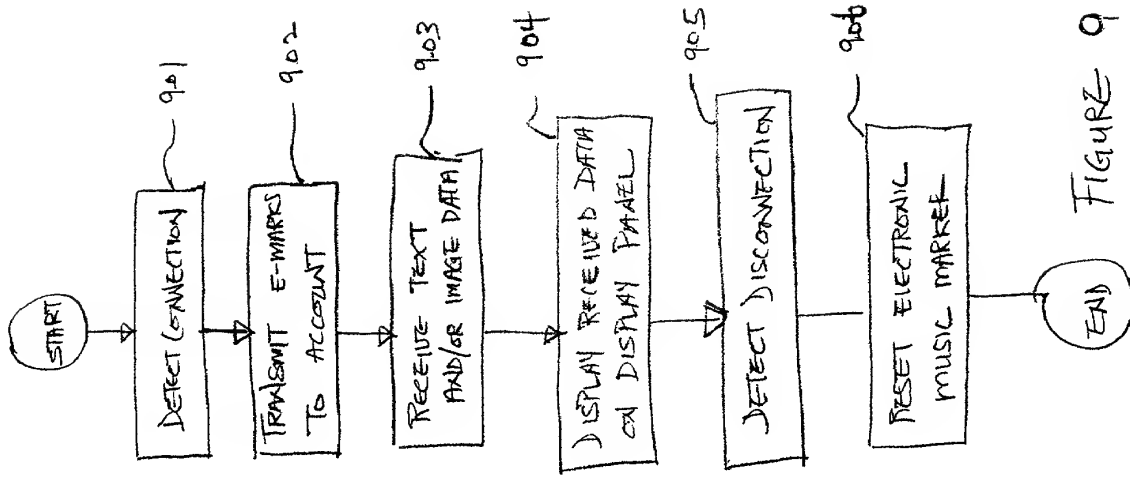 START
DETECT CONNECTION
901
TRANSMIT E-MARKS
TO ACCOUNT
902
RECEIVE TEXT
AND/OR IMAGE DATA
903
DISPLAY RECEIVED DATA
ON DISPLAY PANEL
904
DETECT DISCONNECTION
905
RESET ELECTRONIC
MUSIC MARKER
906
END
FIGURE 9